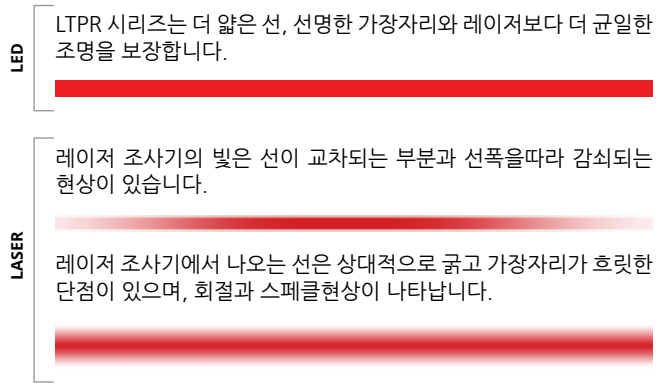 LED
LTPR 시리즈는 더 얇은 선, 선명한 가장자리와 레이저보다 더 균일한
조명을 보장합니다.
LASER
레이저 조사기의 빛은 선이 교차되는 부분과 선폭을따라 감쇠되는
현상이 있습니다.
레이저 조사기에서 나오는 선은 상대적으로 굵고 가장자리가 흐릿한
단점이 있으며, 회절과 스페클현상이 나타납니다.